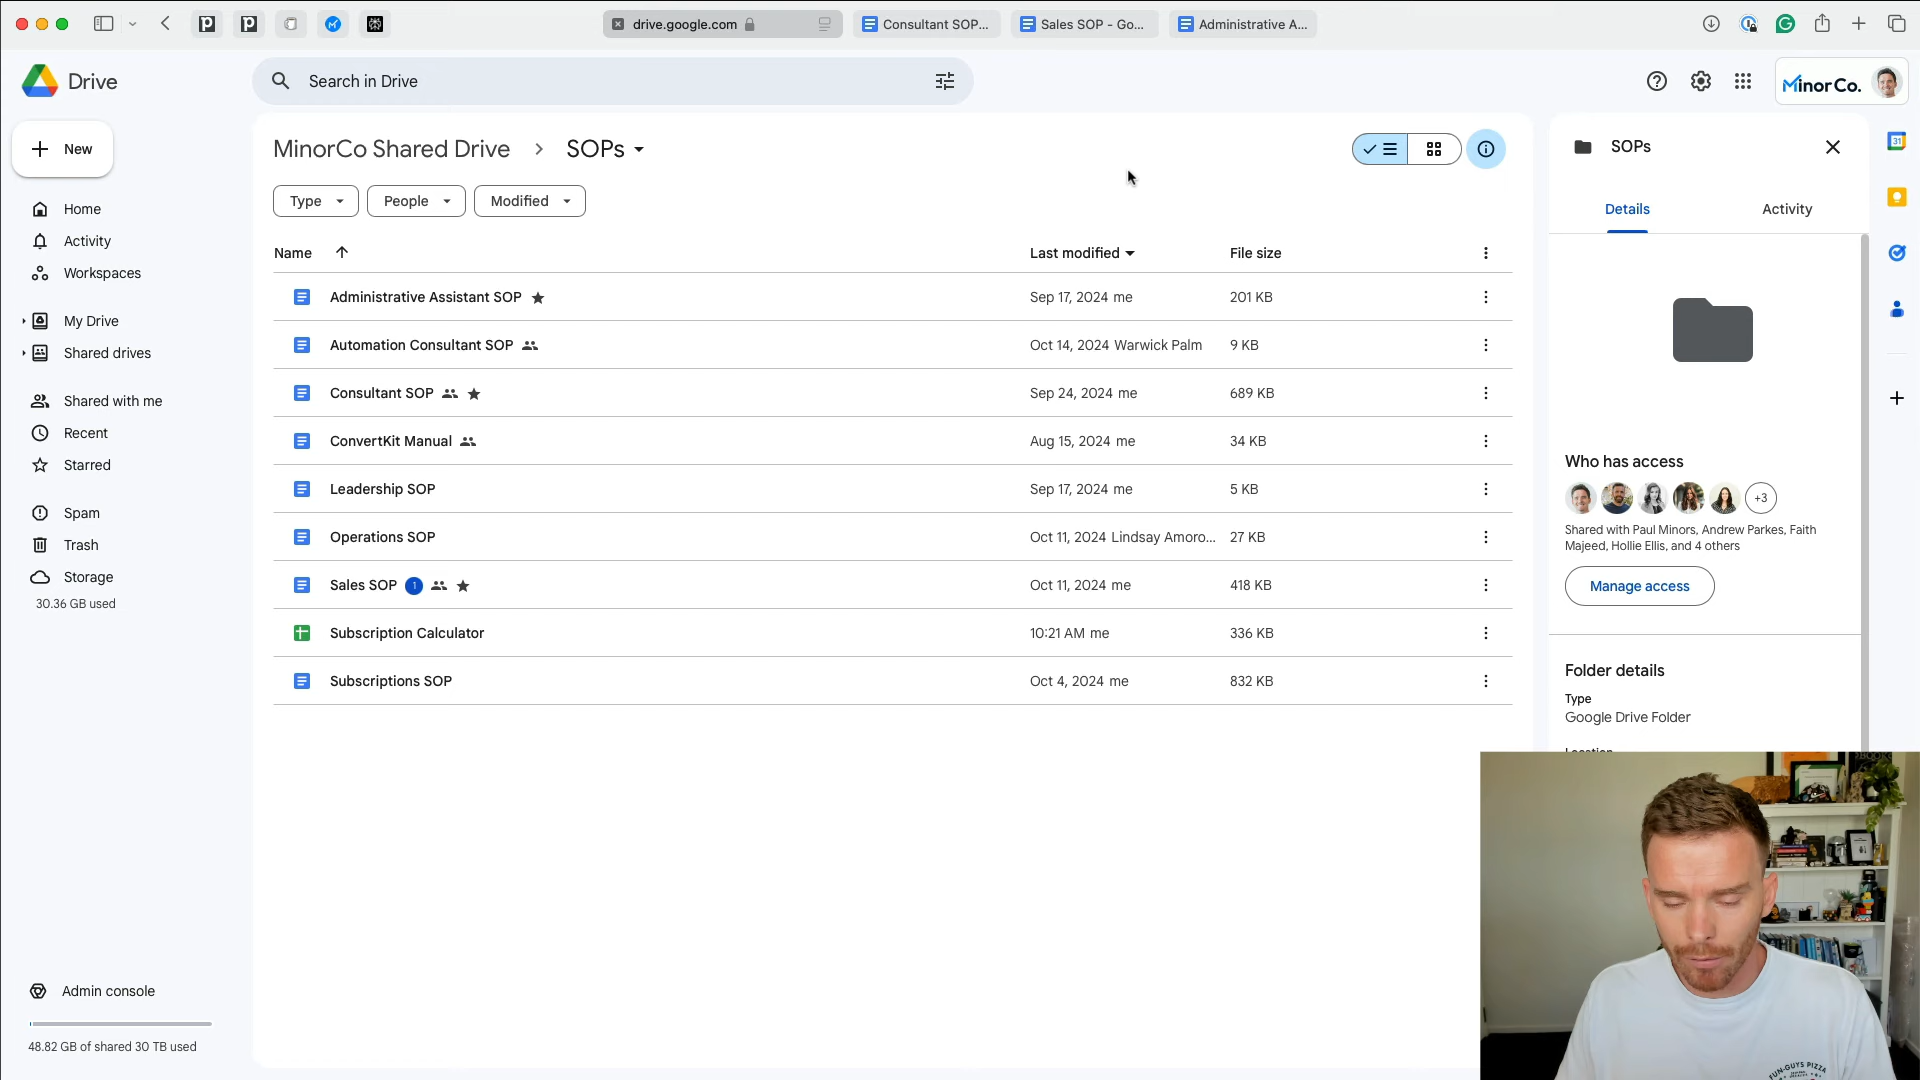 drive.google.com
Consultant SOP...
Sales SOP - Go...
Administrative A...
Drive
Search in Drive
Minor Co.
New
MinorCo Shared Drive > SOPs
SOPs
Type
People
Modified
Details
Activity
Home
Activity
Workspaces
My Drive
Shared drives
Shared with me
Recent
Starred
Spam
Trash
Storage
30.36 GB used
Admin console
48.82 GB of shared 30 TB used
Name
Last modified
File size
Administrative Assistant SOP
Sep 17, 2024 me
201 KB
Automation Consultant SOP
Oct 14, 2024 Warwick Palm
9 KB
Consultant SOP
Sep 24, 2024 me
689 KB
ConvertKit Manual
Aug 15, 2024 me
34 KB
Leadership SOP
Sep 17, 2024 me
5 KB
Operations SOP
Oct 11, 2024 Lindsay Amoro...
27 KB
Sales SOP
1
Oct 11, 2024 me
418 KB
Subscription Calculator
10:21 AM me
336 KB
Subscriptions SOP
Oct 4, 2024 me
832 KB
Who has access
+3
Shared with Paul Minors, Andrew Parkes, Faith
Majeed, Hollie Ellis, and 4 others
Manage access
Folder details
Type
Google Drive Folder
Location
31
FUN-GUYS PIZZA